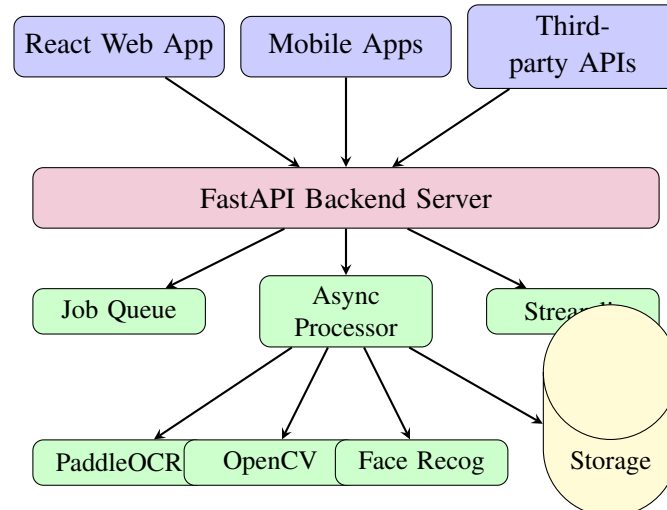 React Web App
Mobile Apps
Third-
party APIs
FastAPI Backend Server
Job Queue
Async
Processor
PaddleOCR
OpenCV
Face Recog
Storage